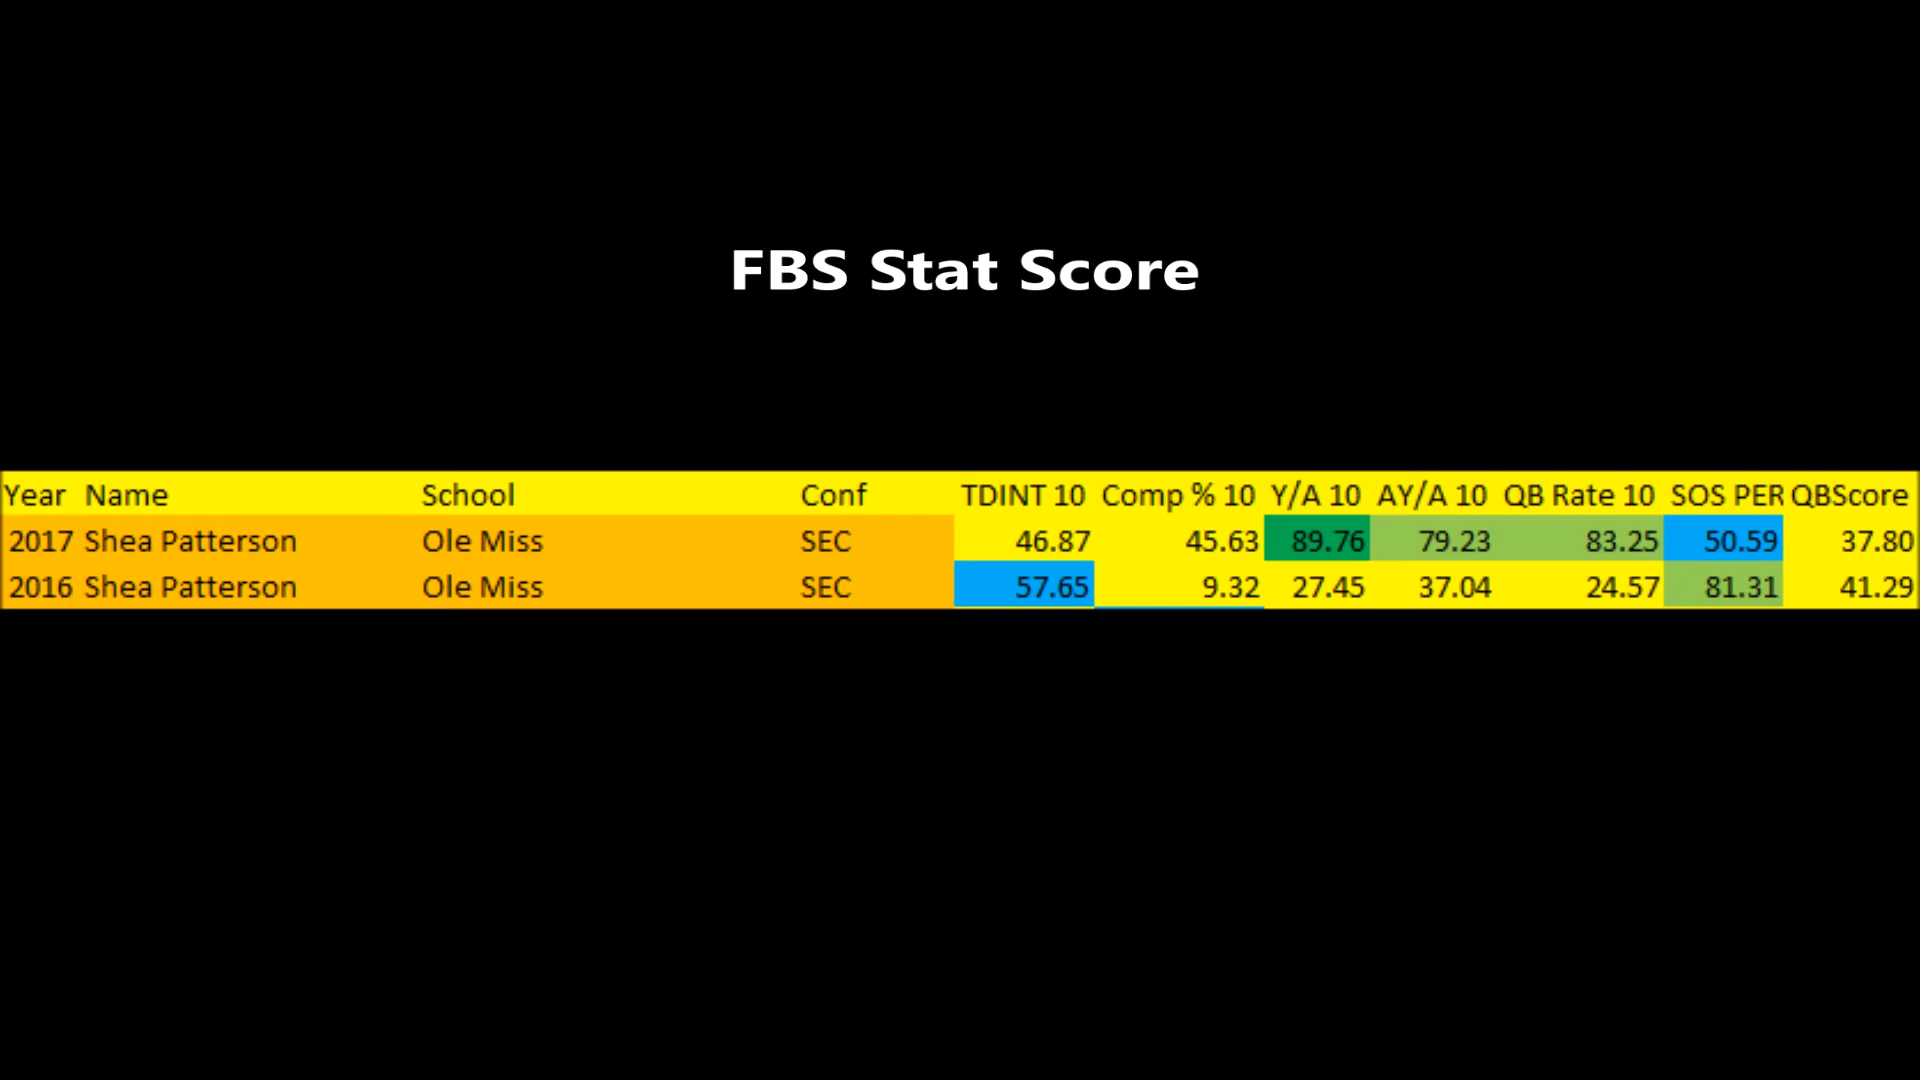 FBS Stat Score
Year Name School Conf TDINT 10 Comp % 10 Y/A 10 AY/A 10 QB Rate 10 SOS PER QBScore
2017 Shea Patterson Ole Miss SEC 46.87 45.63 89.76 79.23 83.25 50.59 37.80
2016 Shea Patterson Ole Miss SEC 57.65 9.32 27.45 37.04 24.57 81.31 41.29